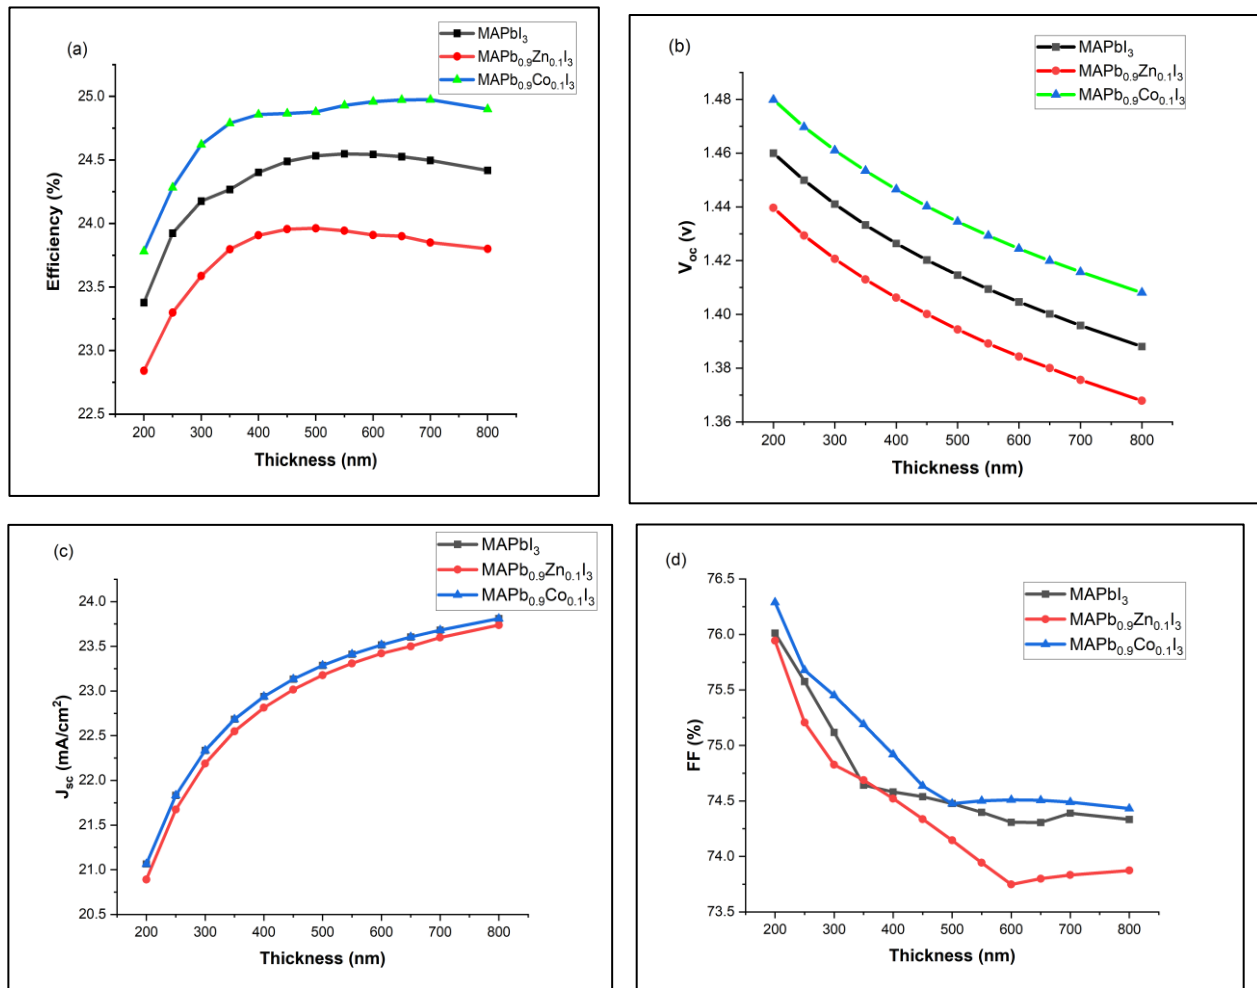 (a)
MAPbI₃
MAPb₀.₉Zn₀.₁I₃
MAPb₀.₉Co₀.₁I₃
25.0
24.5
24.0
23.5
23.0
22.5
Efficiency (%)
200 300 400 500 600 700 800
Thickness (nm)
(b)
MAPbI₃
MAPb₀.₉Zn₀.₁I₃
MAPb₀.₉Co₀.₁I₃
1.48
1.46
1.44
1.42
1.40
1.38
1.36
Vₒc (v)
200 300 400 500 600 700 800
Thickness (nm)
(c)
MAPbI₃
MAPb₀.₉Zn₀.₁I₃
MAPb₀.₉Co₀.₁I₃
24.0
23.5
23.0
22.5
22.0
21.5
21.0
20.5
Jsc (mA/cm²)
200 300 400 500 600 700 800
Thickness (nm)
(d)
MAPbI₃
MAPb₀.₉Zn₀.₁I₃
MAPb₀.₉Co₀.₁I₃
76.5
76.0
75.5
75.0
74.5
74.0
73.5
FF (%)
200 300 400 500 600 700 800
Thickness (nm)